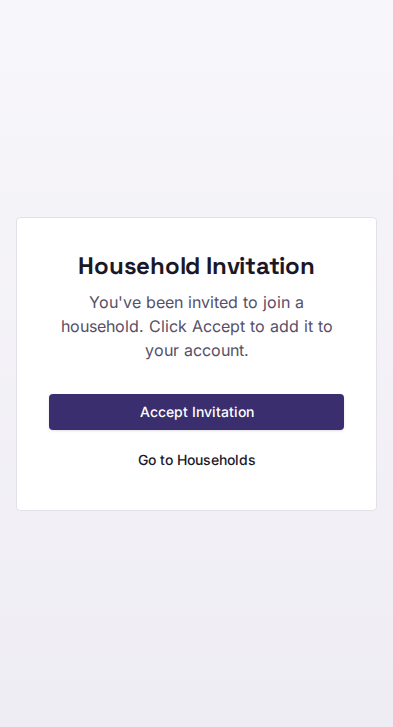 Household Invitation
You've been invited to join a
household. Click Accept to add it to
your account.
Accept Invitation
Go to Households